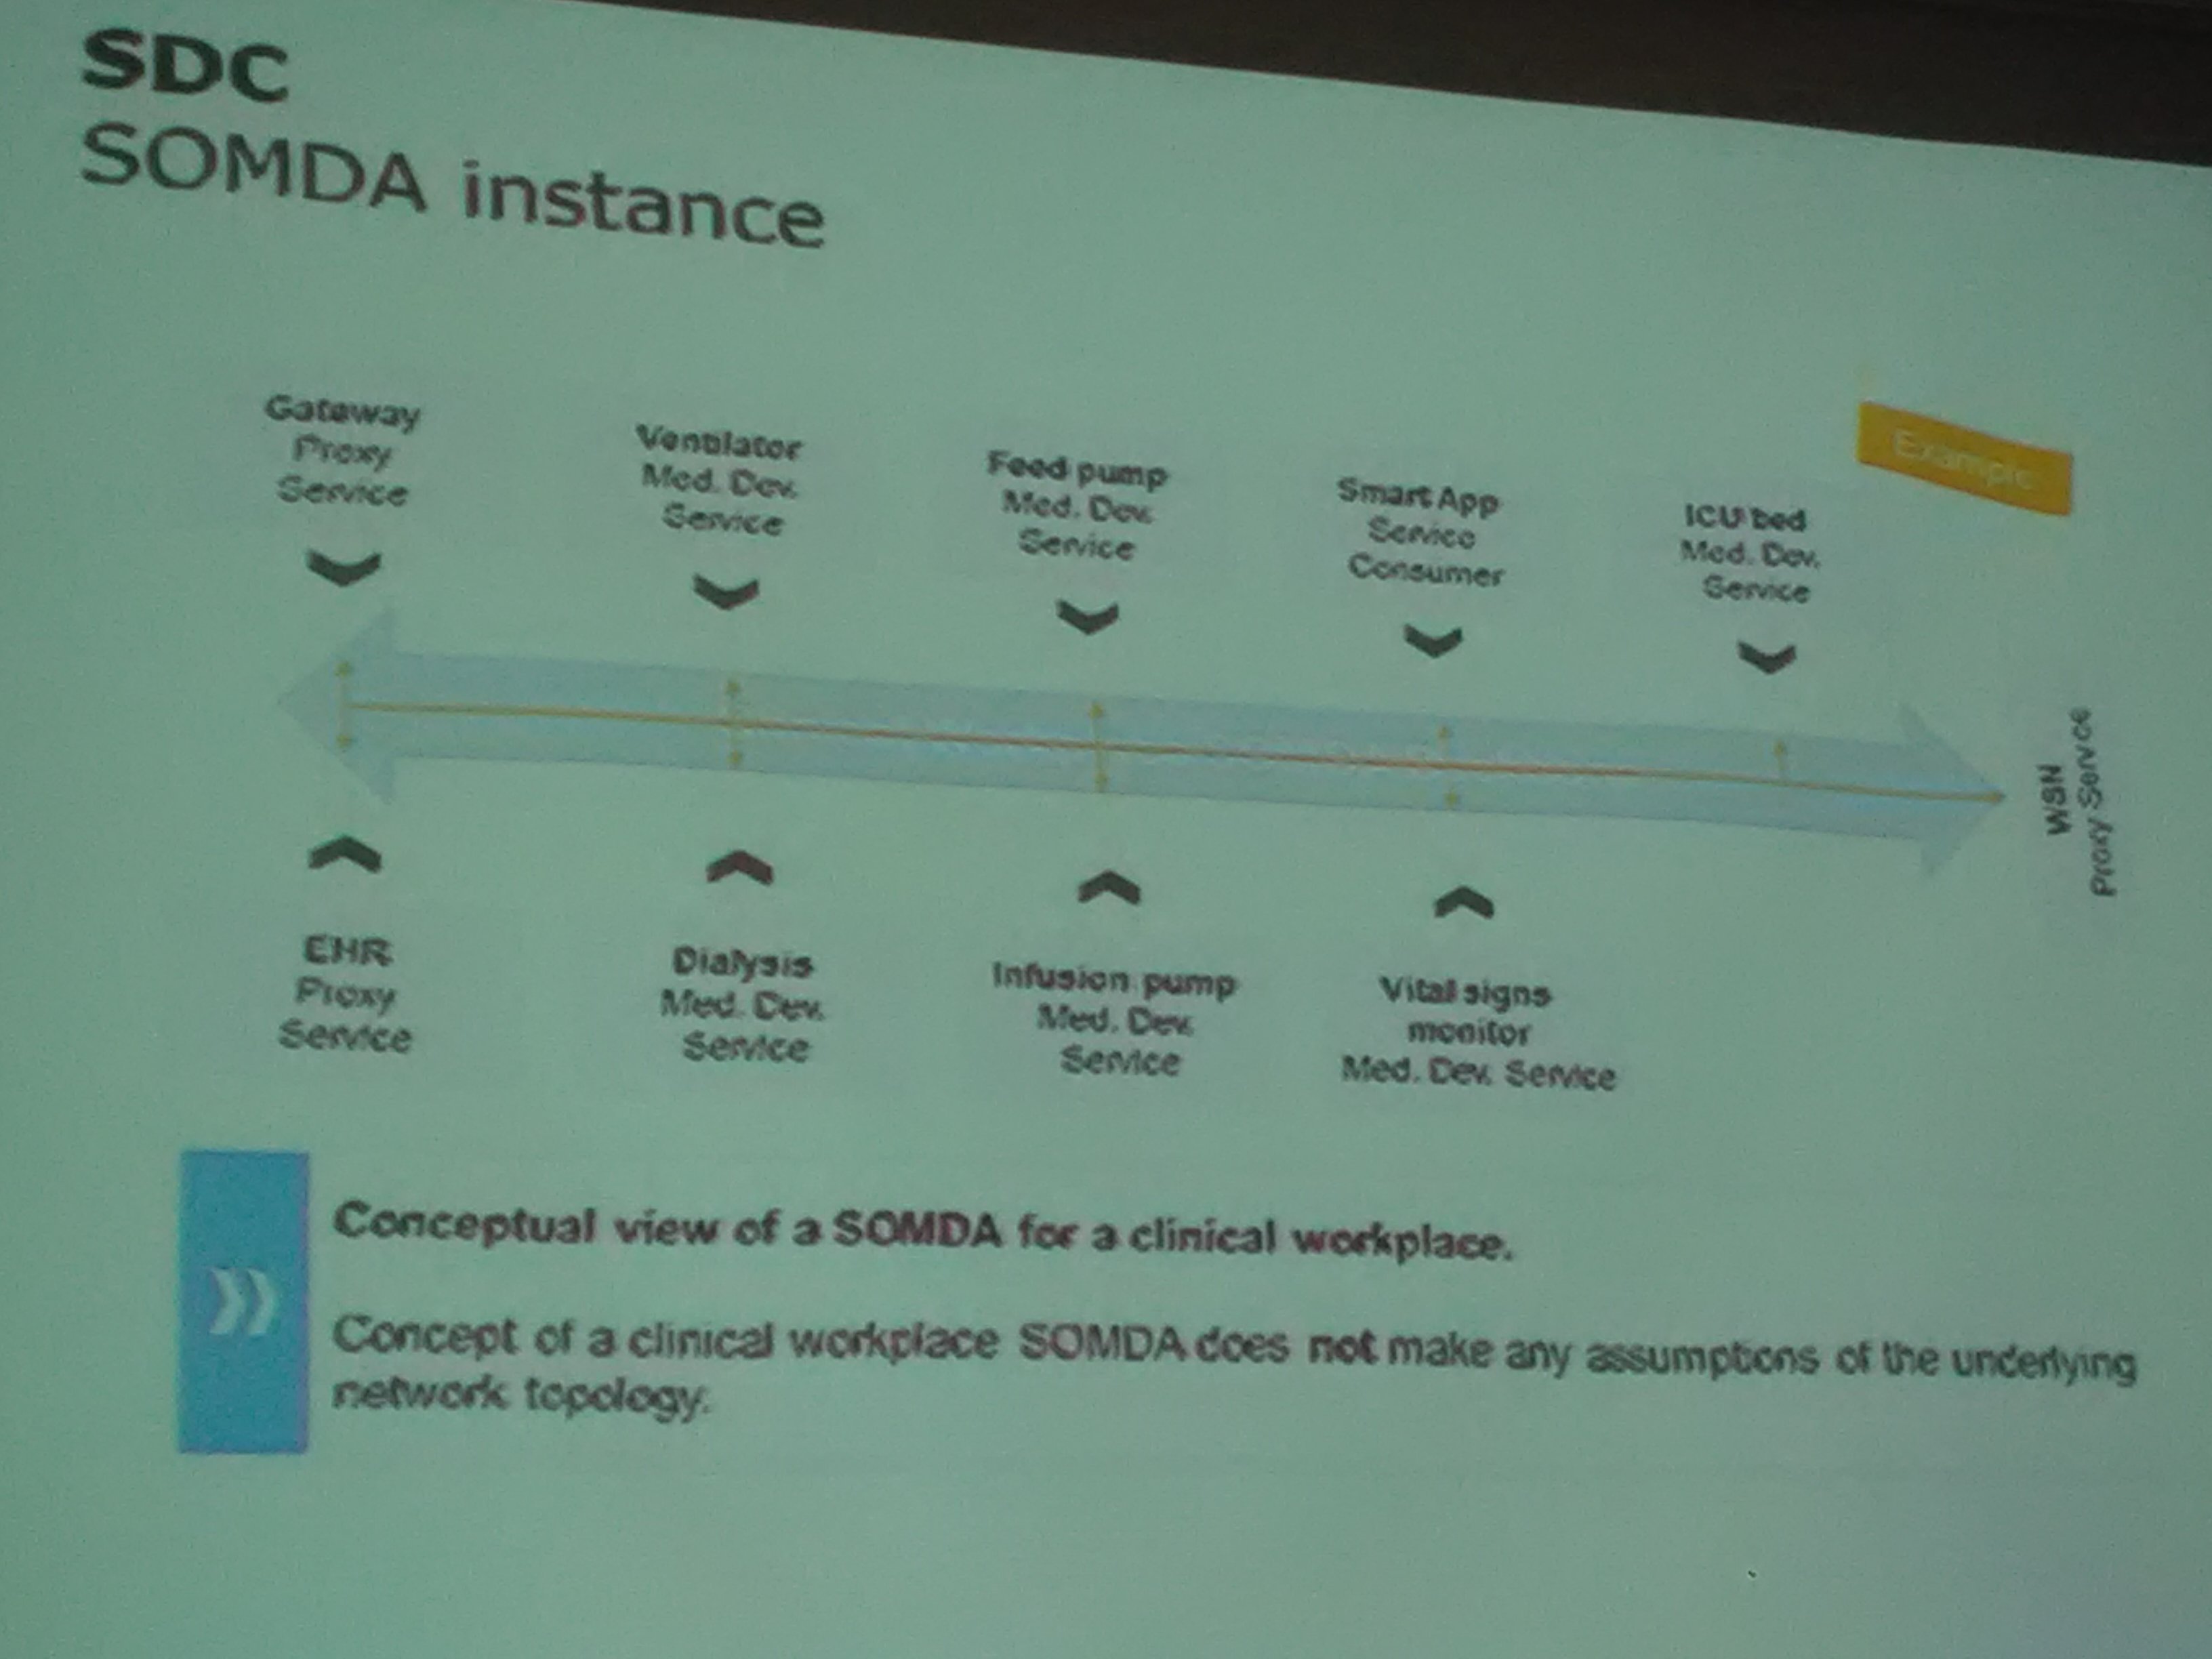 SDC
SOMDA instance
Example
Gateway
Proxy
Service
Ventilator
Med. Dev.
Service
Feed pump
Med. Dev.
Service
Smart App
Service
Consumer
ICU bed
Med. Dev.
Service
WSN
Proxy Service
EHR
Proxy
Service
Dialysis
Med. Dev.
Service
Infusion pump
Med. Dev.
Service
Vital signs
monitor
Med. Dev. Service
Conceptual view of a SOMDA for a clinical workplace.
Concept of a clinical workplace SOMDA does not make any assumptions of the underlying
network topology.